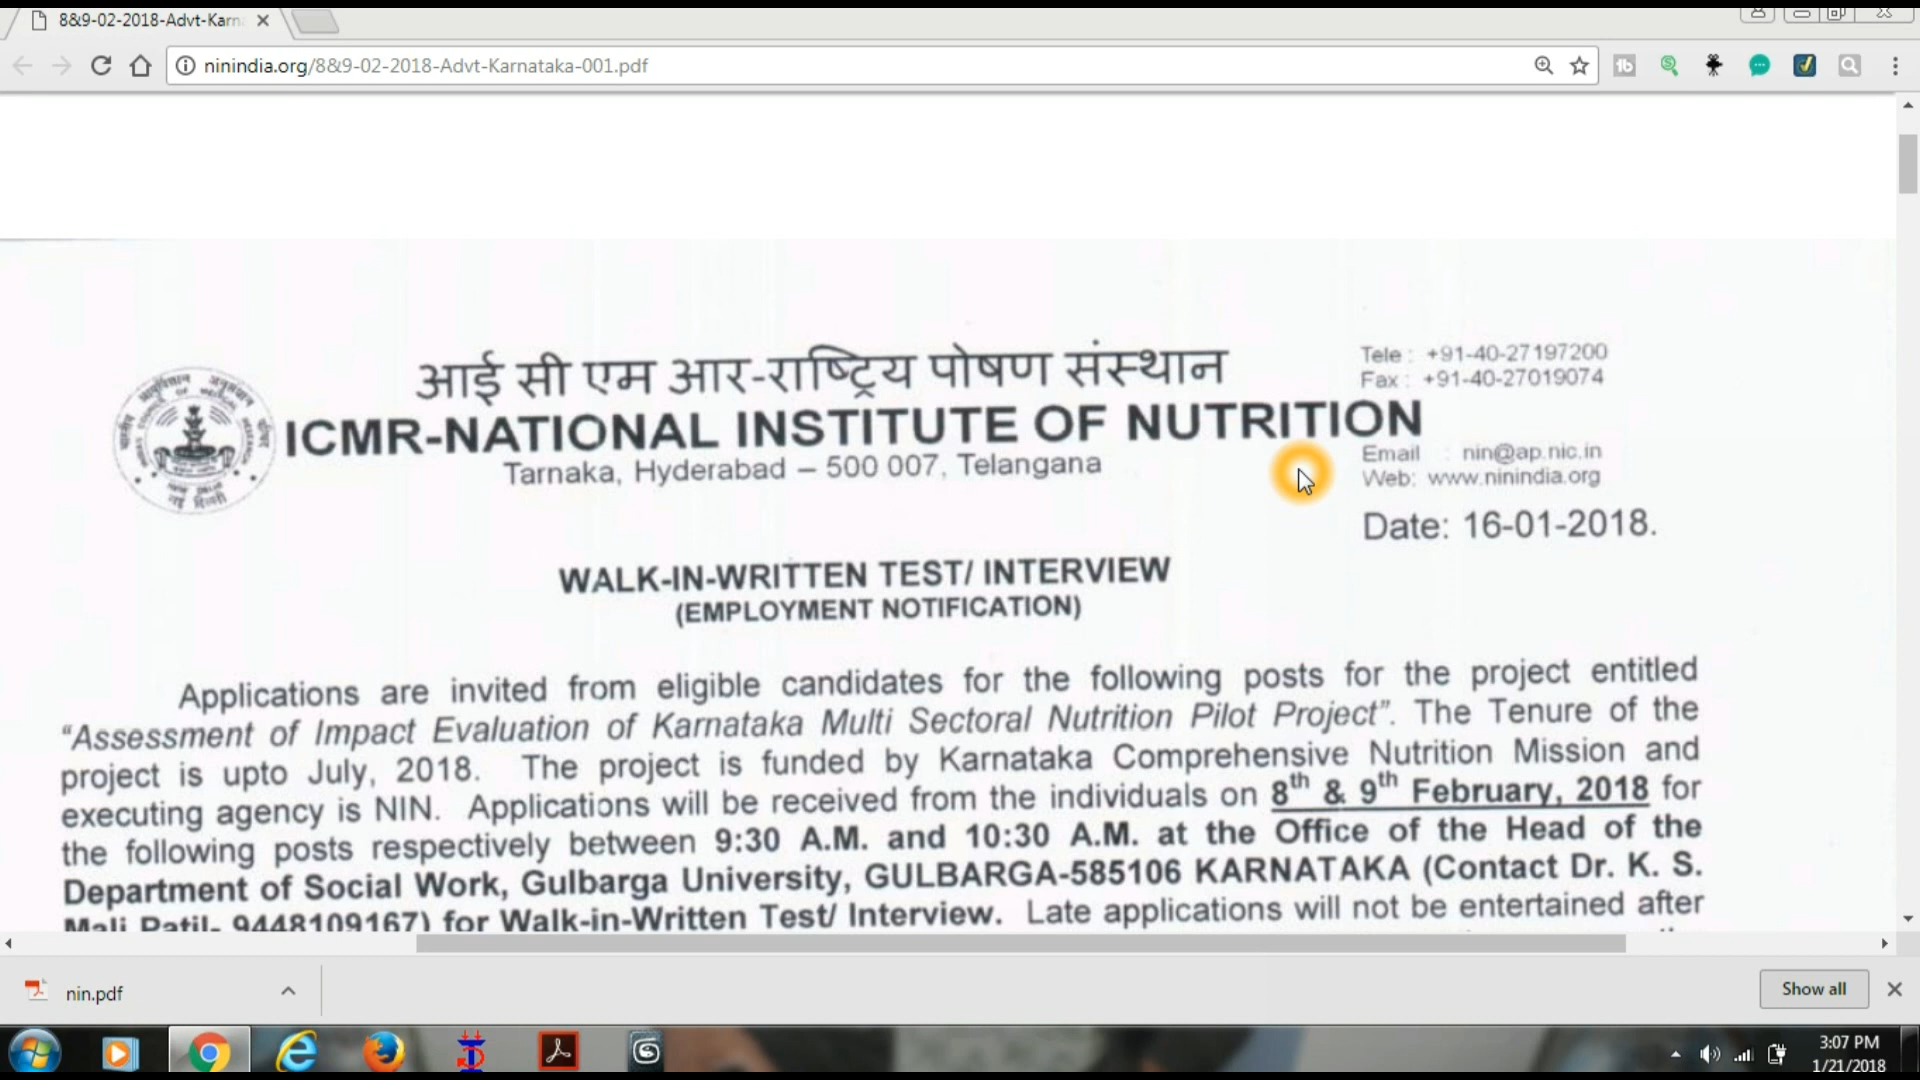 8&9-02-2018-Advt-Karn
ninindia.org/8&9-02-2018-Advt-Karnataka-001.pdf
आई सी एम आर-राष्ट्रिय पोषण संस्थान
ICMR-NATIONAL INSTITUTE OF NUTRITION
Tarnaka, Hyderabad – 500 007, Telangana
Tele : +91-40-27197200
Fax : +91-40-27019074
Email : nin@ap.nic.in
Web: www.ninindia.org
Date: 16-01-2018.
WALK-IN-WRITTEN TEST/ INTERVIEW
(EMPLOYMENT NOTIFICATION)
Applications are invited from eligible candidates for the following posts for the project entitled
“Assessment of Impact Evaluation of Karnataka Multi Sectoral Nutrition Pilot Project”. The Tenure of the
project is upto July, 2018. The project is funded by Karnataka Comprehensive Nutrition Mission and
executing agency is NIN. Applications will be received from the individuals on 8th & 9th February, 2018 for
the following posts respectively between 9:30 A.M. and 10:30 A.M. at the Office of the Head of the
Department of Social Work, Gulbarga University, GULBARGA-585106 KARNATAKA (Contact Dr. K. S.
Mali Patil- 9448109167) for Walk-in-Written Test/ Interview. Late applications will not be entertained after
nin.pdf
Show all
3:07 PM
1/21/2018